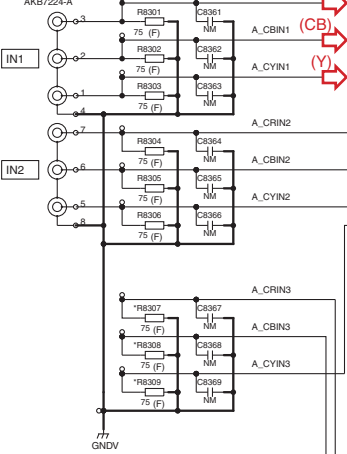 AKB7224-A
3
R8301
C8361
(CB)
75 (F)
NM
A_CBIN1
(Y)
IN1
2
R8302
C8362
75 (F)
NM
A_CYIN1
1
R8303
C8363
75 (F)
NM
4
A_CRIN2
7
R8304
C8364
75 (F)
NM
A_CBIN2
IN2
6
R8305
C8365
75 (F)
NM
A_CYIN2
5
R8306
C8366
75 (F)
NM
8
A_CRIN3
*R8307
C8367
75 (F)
NM
A_CBIN3
*R8308
C8368
75 (F)
NM
A_CYIN3
*R8309
C8369
75 (F)
NM
GNDV